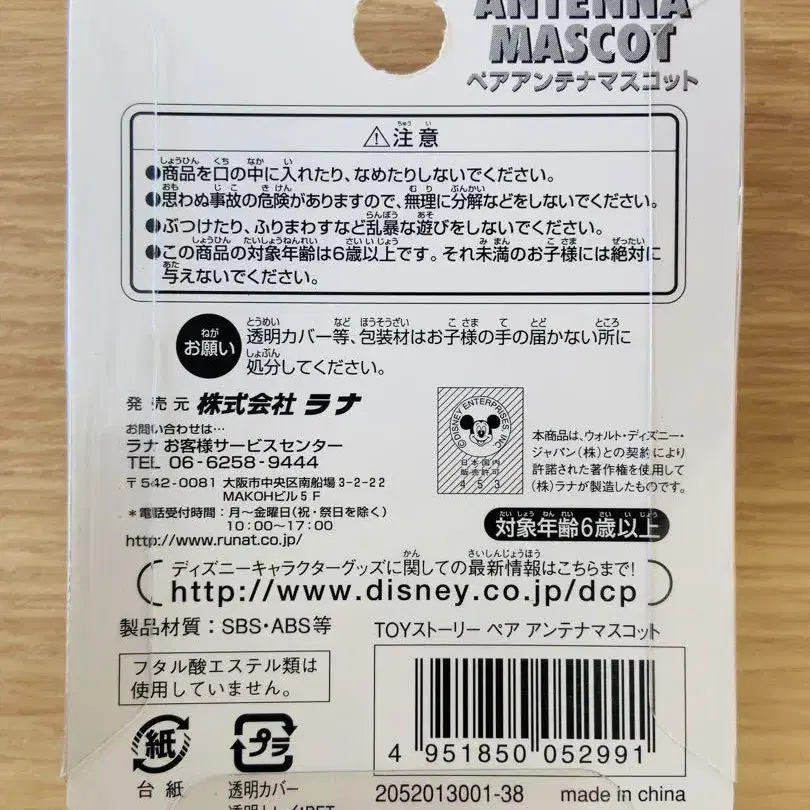 ANTENNA
MASCOT
ペアアンテナマスコット
⚠注意
●商品を口の中に入れたり、なめたりしないでください。
●思わぬ事故の危険がありますので、無理に分解などをしないでください。
●ぶつけたり、ふりまわすなど乱暴な遊びをしないでください。
●この商品の対象年齢は6歳以上です。それ未満のお子様には絶対に
与えないでください。
お願い
透明カバー等、包装材はお子様の手の届かない所に
処分してください。
発売元 株式会社 ラナ
お問い合わせは…
ラナ お客様サービスセンター
TEL 06-6258-9444
〒542-0081 大阪市中央区南船場3-2-22
MAKOHビル5F
*電話受付時間:月~金曜日(祝・祭日を除く)
10:00~17:00
http://www.runat.co.jp/
©DISNEY ENTERPRISES, INC.
日本国内
販売許可
453
本商品は、ウォルト・ディズニー・
ジャパン(株)との契約により
許諾された著作権を使用して
(株)ラナが製造したものです。
対象年齢6歳以上
ディズニーキャラクターグッズに関しての最新情報はこちらまで!
http://www.disney.co.jp/dcp
製品材質:SBS・ABS等
TOYストーリー ペア アンテナマスコット
フタル酸エステル類は
使用していません。
紙
台紙
プラ
透明カバー
4 951850 052991
2052013001-38
made in china